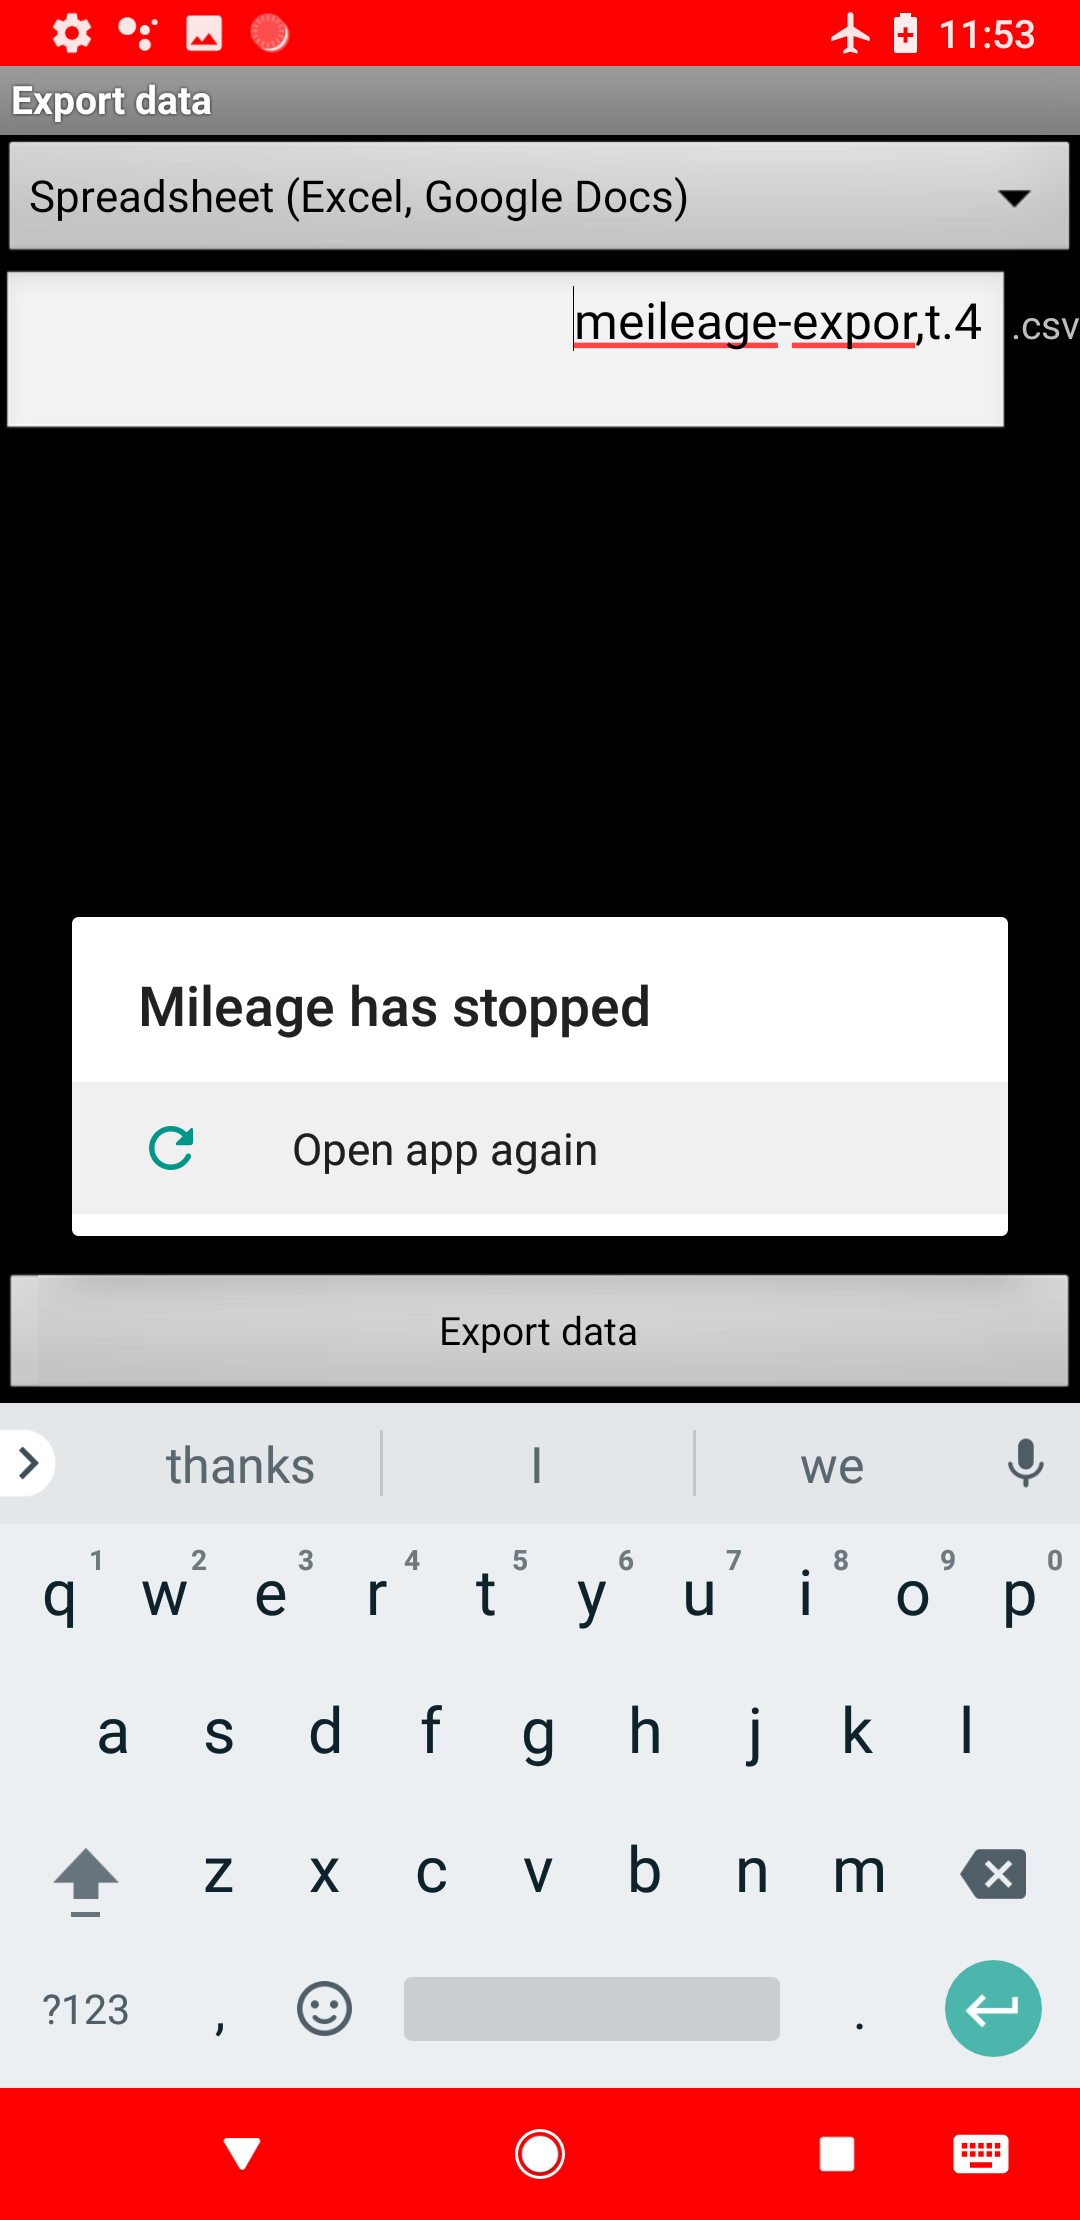 11:53
Export data
Spreadsheet (Excel, Google Docs)
meileage-expor,t.4 .csv
Mileage has stopped
Open app again
Export data
thanks I we
1 2 3 4 5 6 7 8 9 0
q w e r t y u i o p
a s d f g h j k l
z x c v b n m
?123 , .